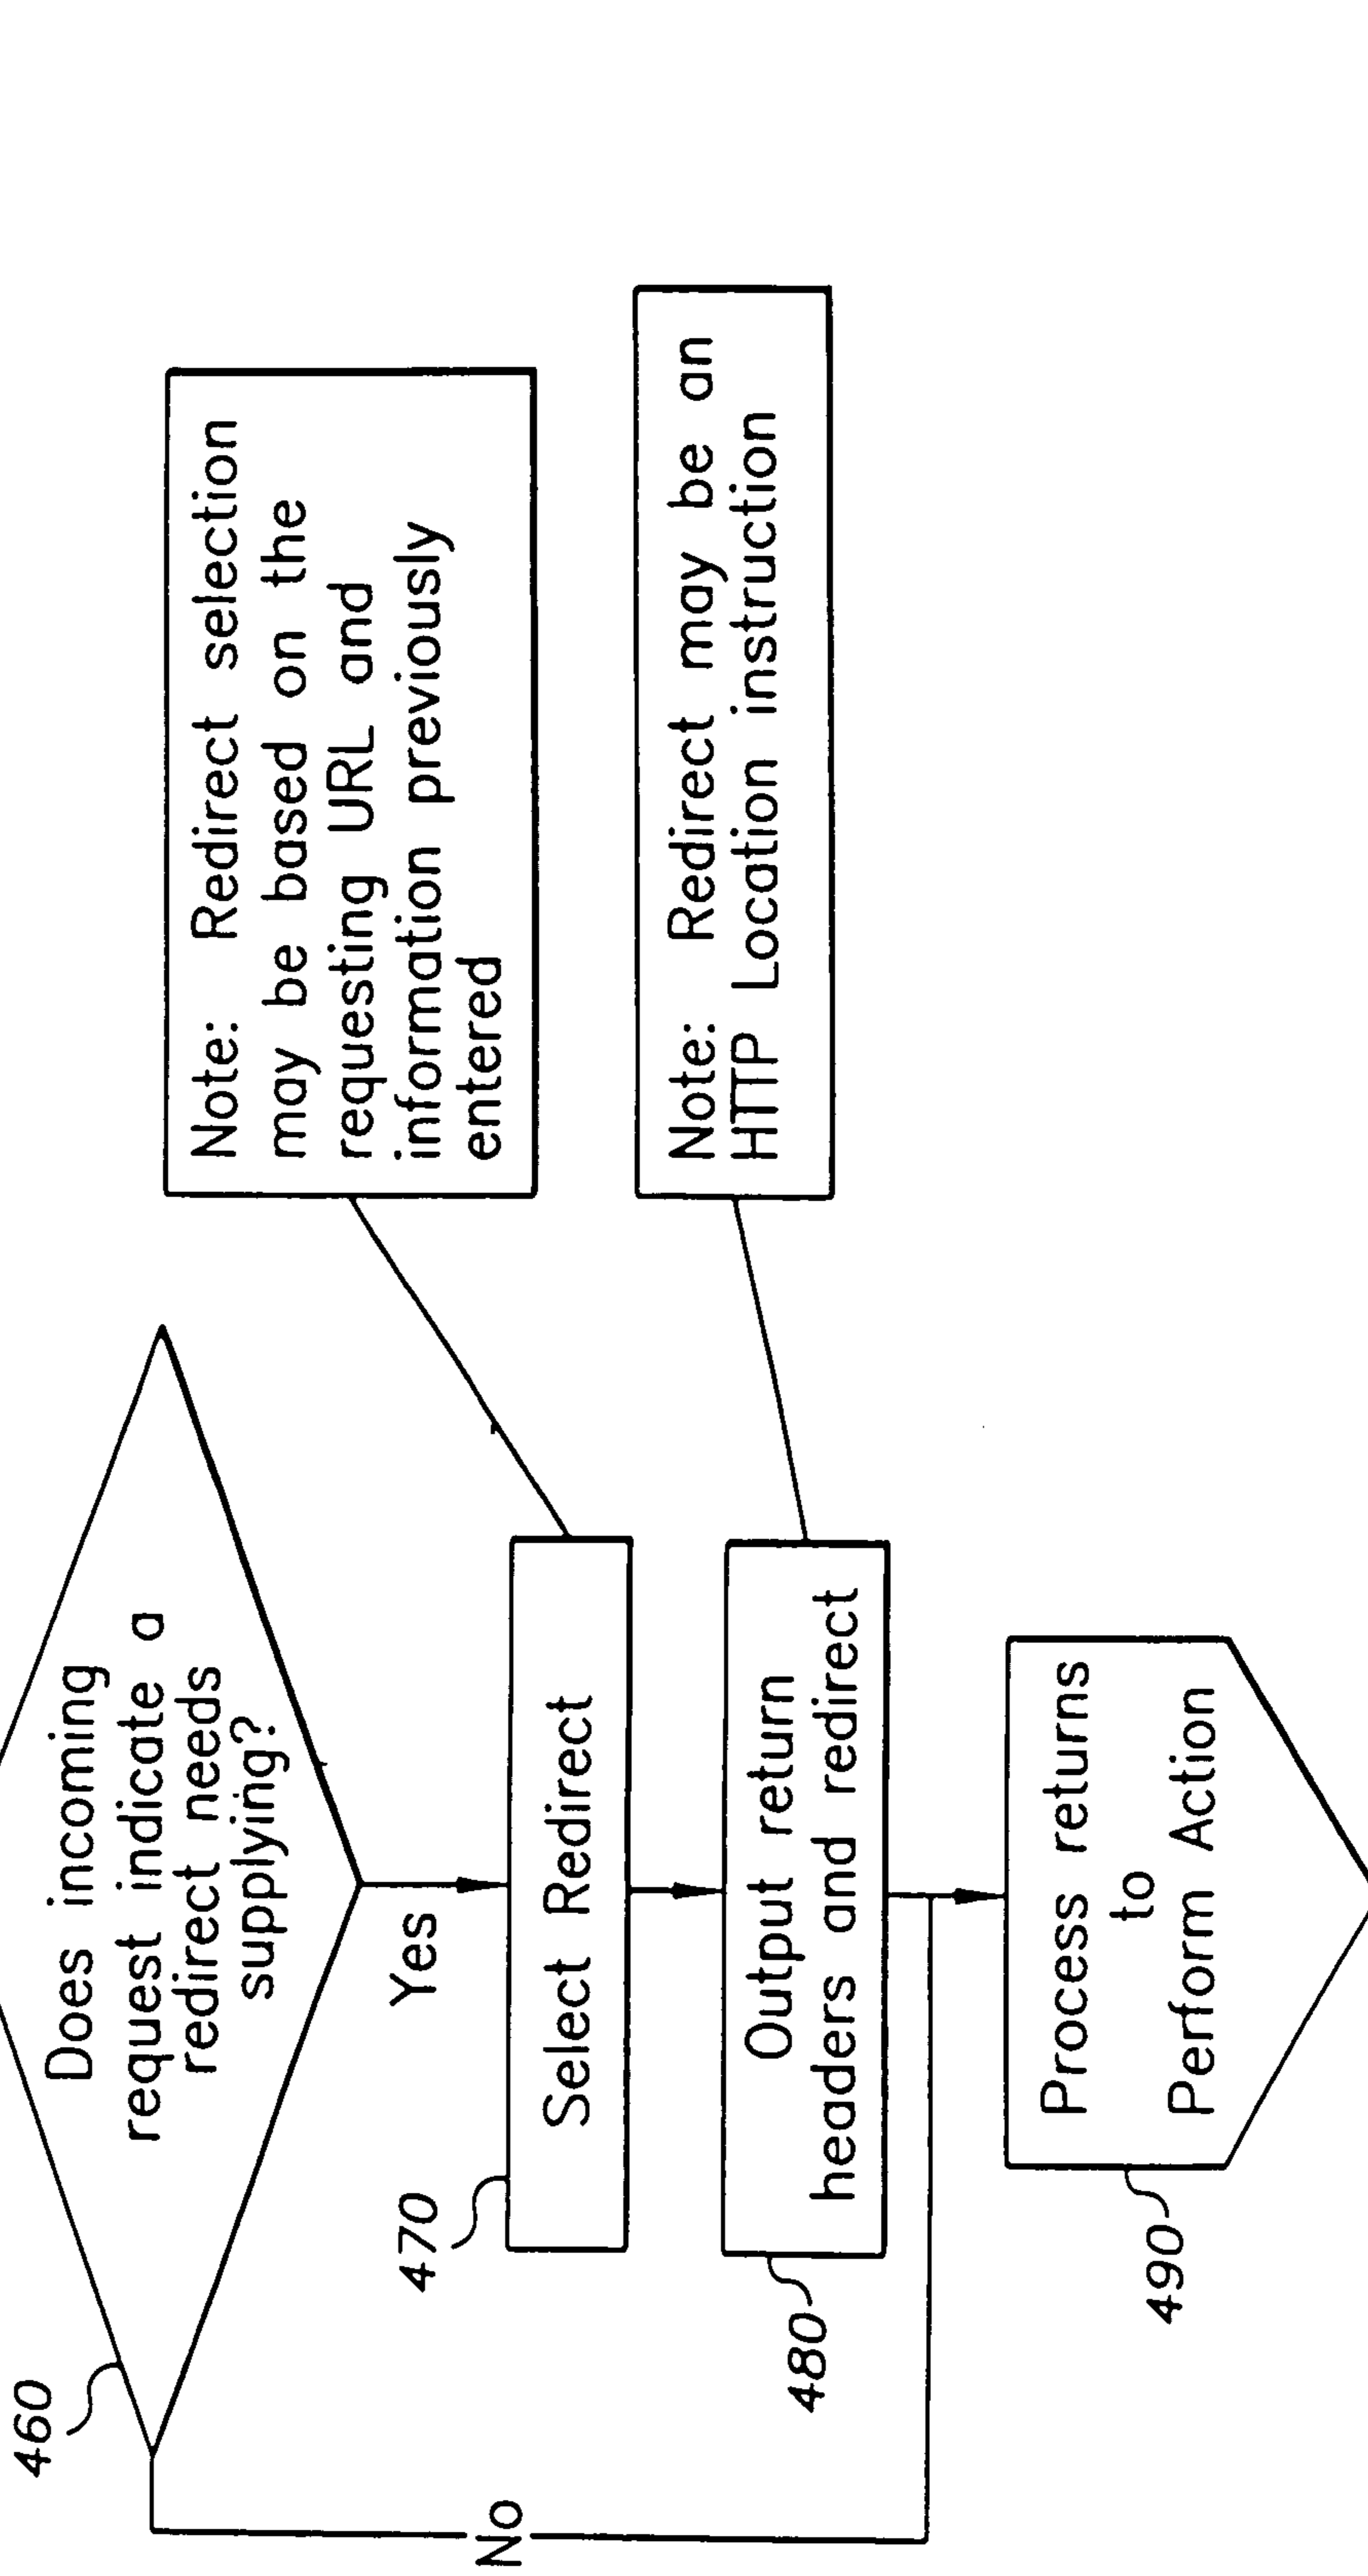 460
Does incoming
request indicate a
redirect needs
supplying?
Yes
No
470
Select Redirect
Note: Redirect selection
may be based on the
requesting URL and
information previously
entered
480
Output return
headers and redirect
Note: Redirect may be an
HTTP Location instruction
490
Process returns
to
Perform Action